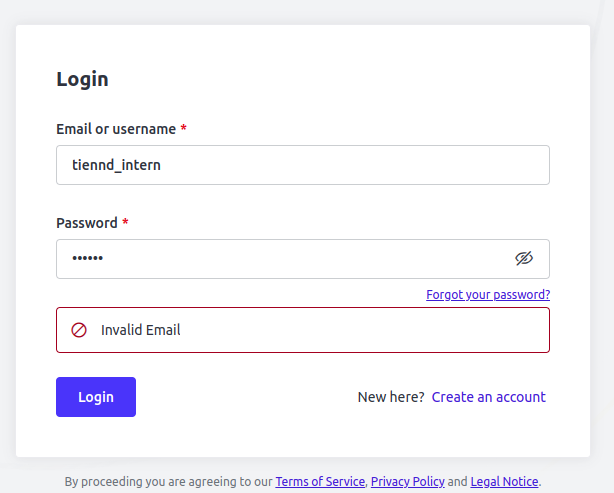 Login
Email or username *
tiennd_intern
Password *
••••••
Forgot your password?
Invalid Email
Login New here? Create an account
By proceeding you are agreeing to our Terms of Service, Privacy Policy and Legal Notice.